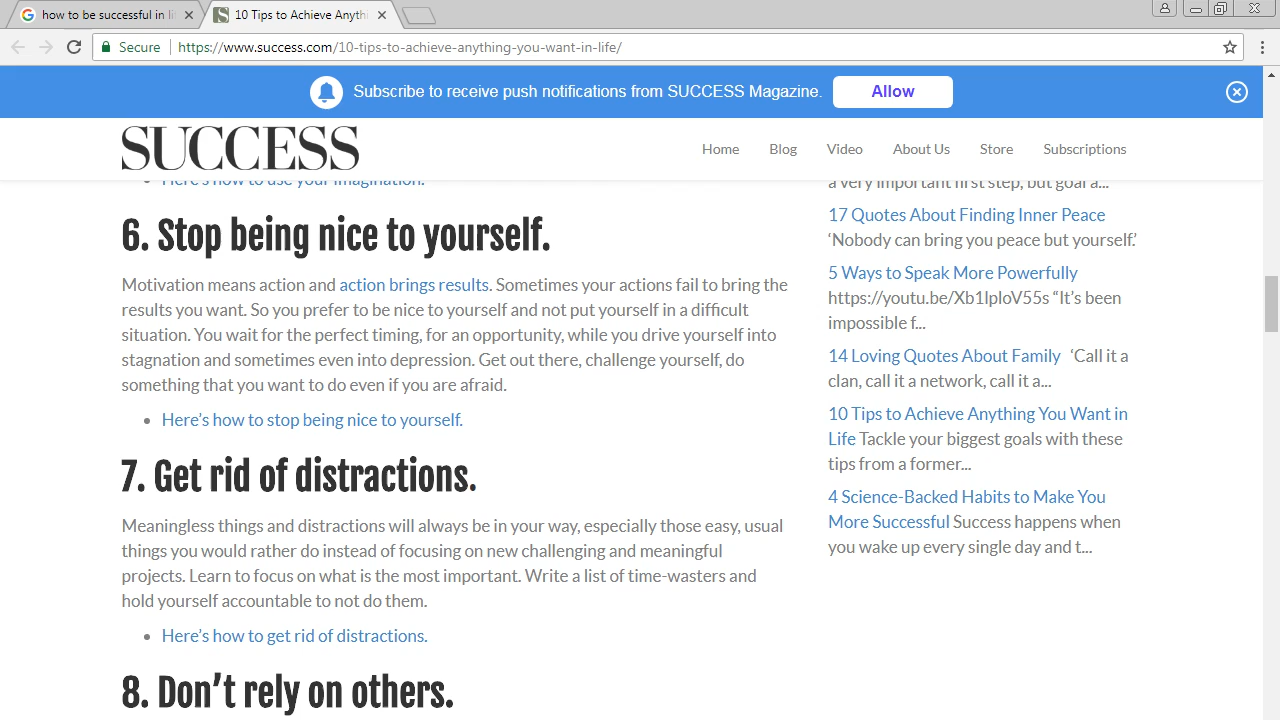 how to be successful in li
10 Tips to Achieve Anyth
Secure
https://www.success.com/10-tips-to-achieve-anything-you-want-in-life/
Subscribe to receive push notifications from SUCCESS Magazine.
Allow
SUCCESS
Home
Blog
Video
About Us
Store
Subscriptions
Here's how to use your imagination.
6. Stop being nice to yourself.
Motivation means action and action brings results. Sometimes your actions fail to bring the
results you want. So you prefer to be nice to yourself and not put yourself in a difficult
situation. You wait for the perfect timing, for an opportunity, while you drive yourself into
stagnation and sometimes even into depression. Get out there, challenge yourself, do
something that you want to do even if you are afraid.
• Here’s how to stop being nice to yourself.
7. Get rid of distractions.
Meaningless things and distractions will always be in your way, especially those easy, usual
things you would rather do instead of focusing on new challenging and meaningful
projects. Learn to focus on what is the most important. Write a list of time-wasters and
hold yourself accountable to not do them.
• Here’s how to get rid of distractions.
8. Don’t rely on others.
a very important first step, but goal a...
17 Quotes About Finding Inner Peace
‘Nobody can bring you peace but yourself.’
5 Ways to Speak More Powerfully
https://youtu.be/Xb1lploV55s “It’s been
impossible f...
14 Loving Quotes About Family ‘Call it a
clan, call it a network, call it a...
10 Tips to Achieve Anything You Want in
Life Tackle your biggest goals with these
tips from a former...
4 Science-Backed Habits to Make You
More Successful Success happens when
you wake up every single day and t...